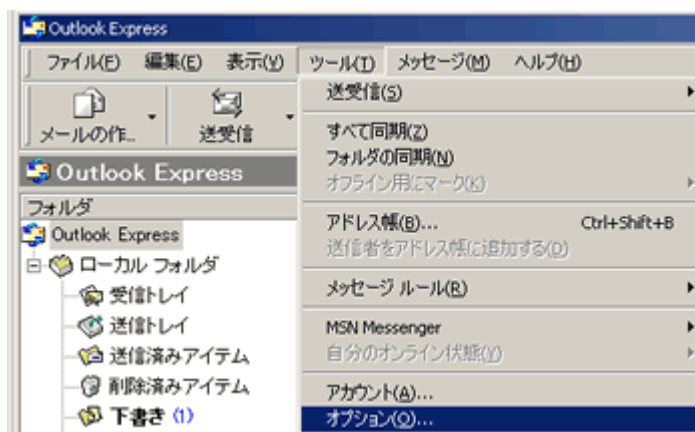 Outlook Express
ファイル(F) 編集(E) 表示(V) ツール(T) メッセージ(M) ヘルプ(H)
メールの作... 送受信
Outlook Express
フォルダ
Outlook Express
ローカル フォルダ
受信トレイ
送信トレイ
送信済みアイテム
削除済みアイテム
下書き (1)
送受信(S)
すべて同期(Z)
フォルダの同期(N)
オフライン用にマーク(K)
アドレス帳(B)... Ctrl+Shift+B
送信者をアドレス帳に追加する(D)
メッセージ ルール(R)
MSN Messenger
自分のオンライン状態(Y)
アカウント(A)...
オプション(O)...